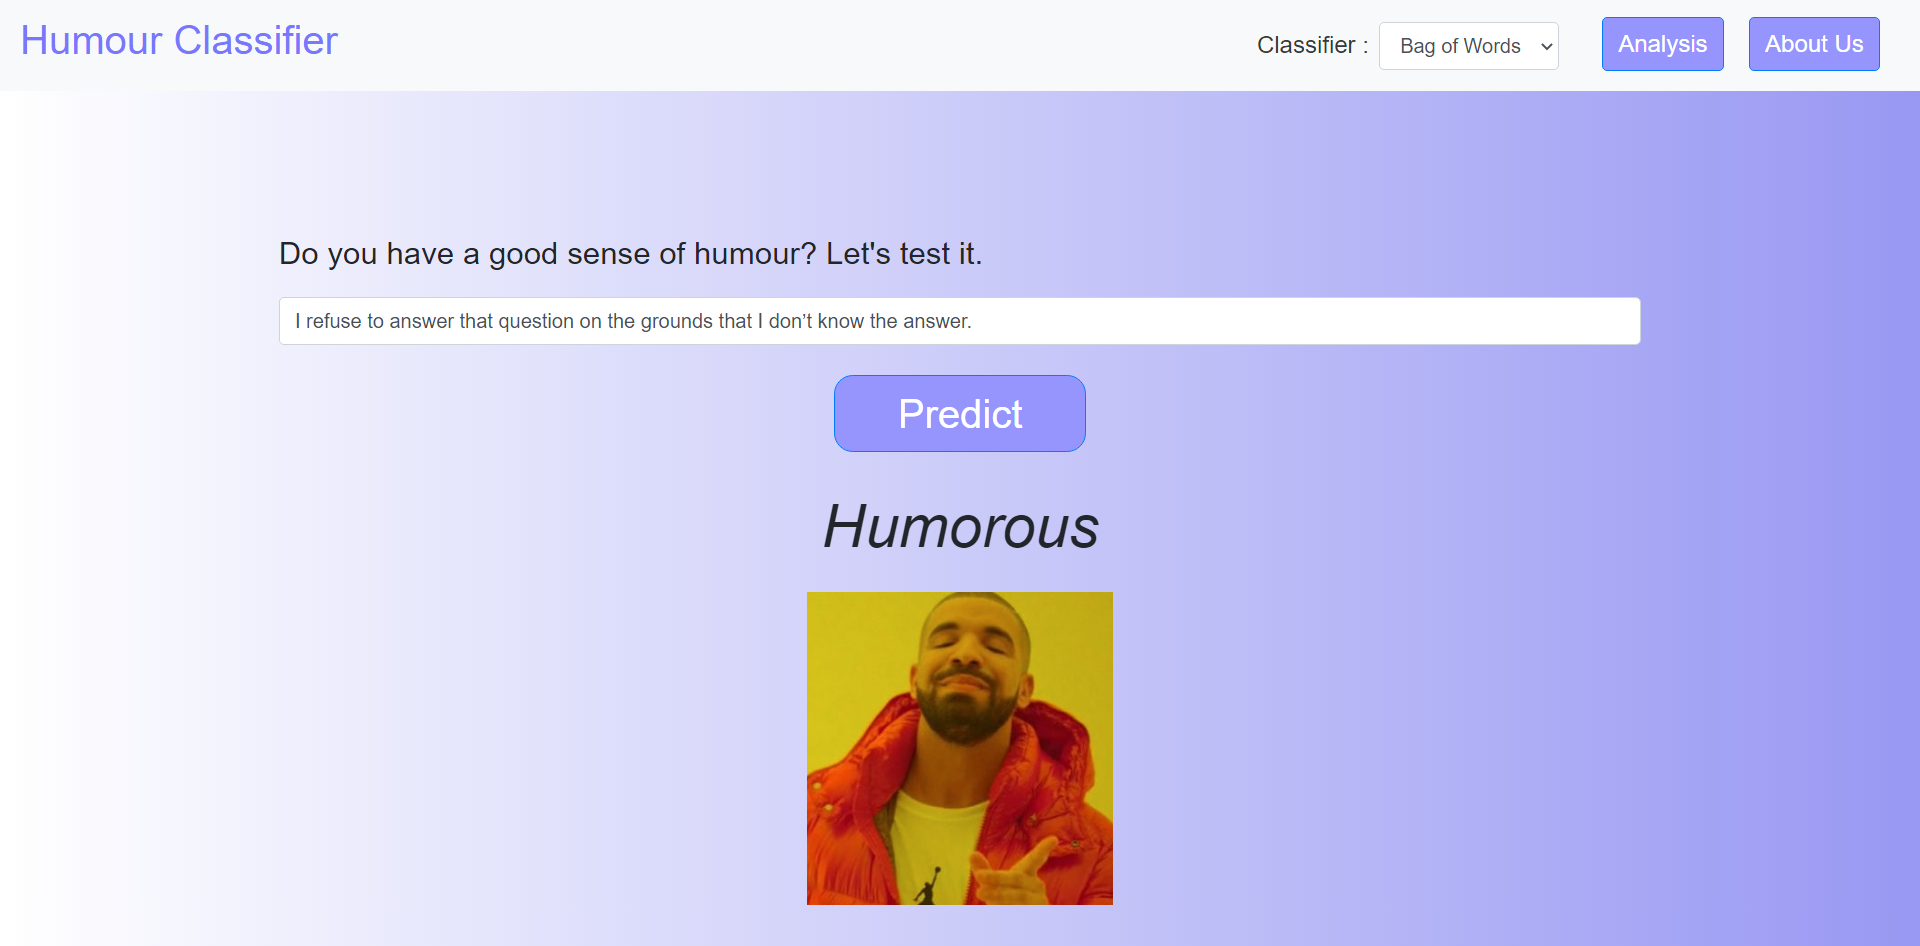 Humour Classifier
Classifier :
Bag of Words
Analysis
About Us
Do you have a good sense of humour? Let's test it.
I refuse to answer that question on the grounds that I don’t know the answer.
Predict
Humorous